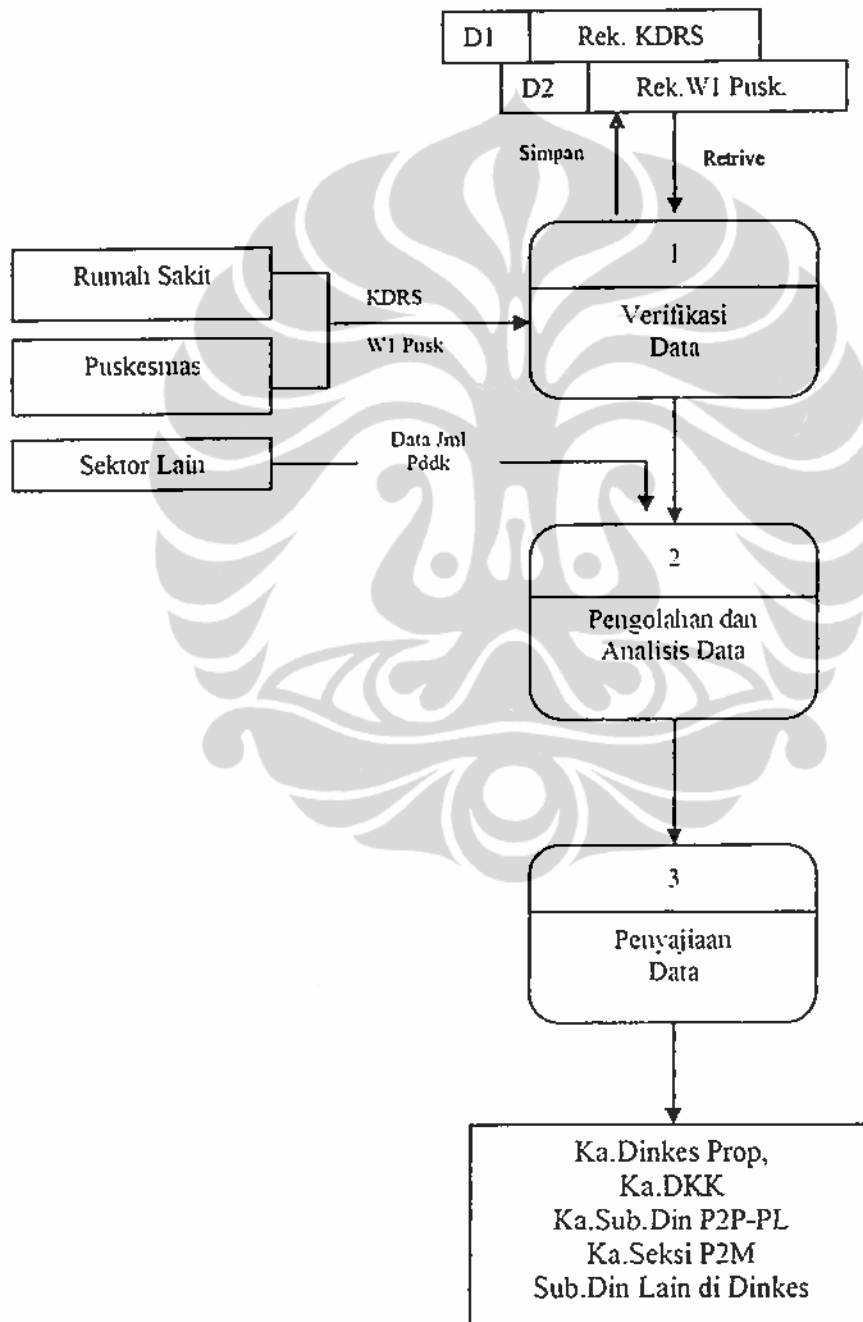 D1 Rek. KDRS
D2 Rek.W1 Pusk.
Simpan Retrive
1
Verifikasi
Data
Rumah Sakit
KDRS
W1 Pusk
Puskesmas
Sektor Lain
Data Jml
Pddk
2
Pengolahan dan
Analisis Data
3
Penyajiaan
Data
Ka.Dinkes Prop,
Ka.DKK
Ka.Sub.Din P2P-PL
Ka.Seksi P2M
Sub.Din Lain di Dinkes